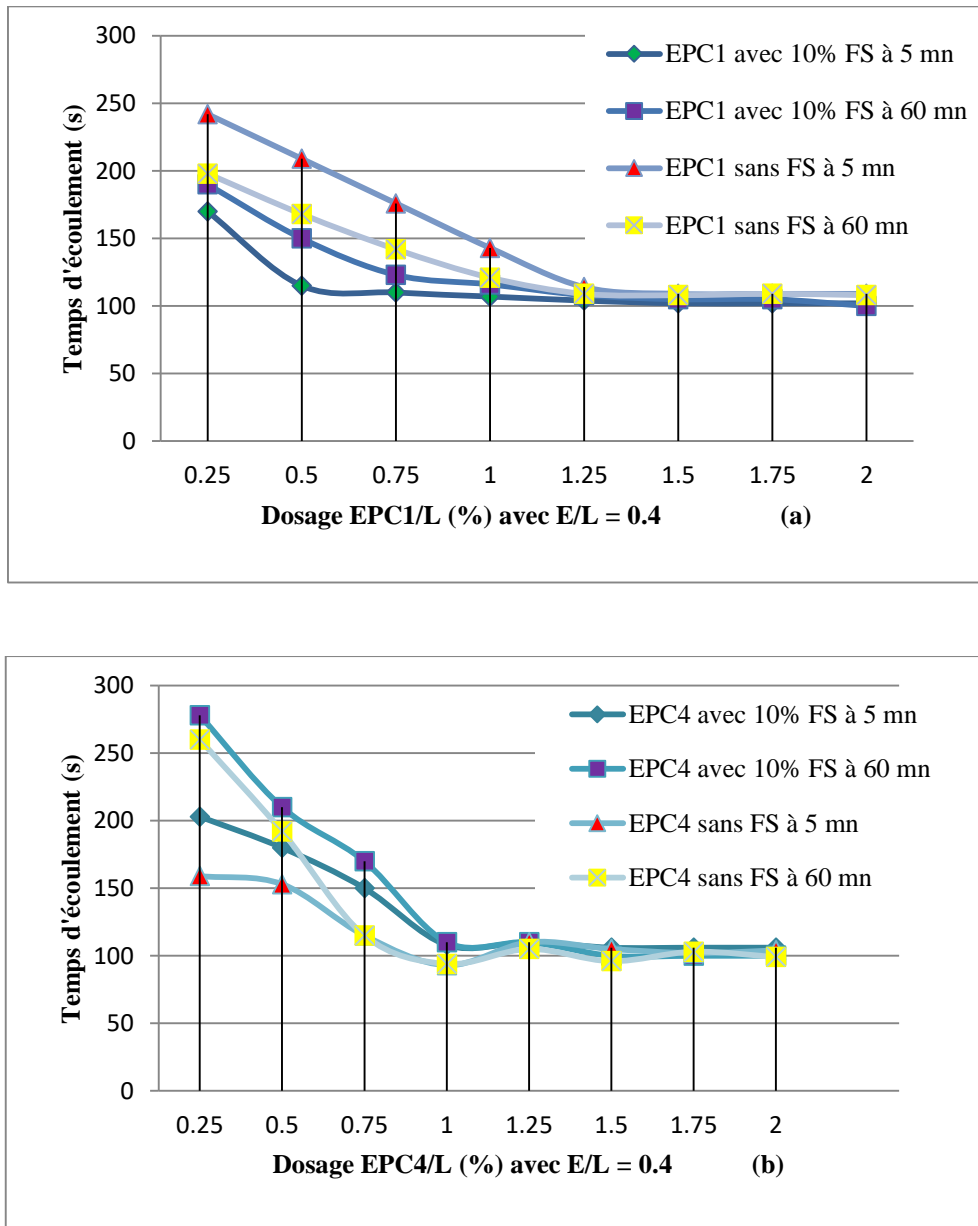 300
250
200
150
100
50
0
Temps d'écoulement (s)
EPC1 avec 10% FS à 5 mn
EPC1 avec 10% FS à 60 mn
EPC1 sans FS à 5 mn
EPC1 sans FS à 60 mn
0.25 0.5 0.75 1 1.25 1.5 1.75 2
Dosage EPC1/L (%) avec E/L = 0.4 (a)
300
250
200
150
100
50
0
Temps d'écoulement (s)
EPC4 avec 10% FS à 5 mn
EPC4 avec 10% FS à 60 mn
EPC4 sans FS à 5 mn
EPC4 sans FS à 60 mn
0.25 0.5 0.75 1 1.25 1.5 1.75 2
Dosage EPC4/L (%) avec E/L = 0.4 (b)